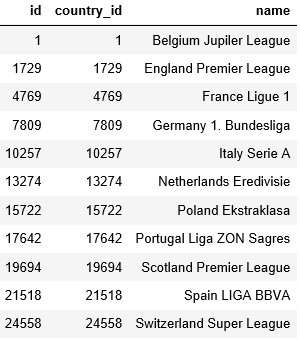 id country_id name
1 1 Belgium Jupiler League
1729 1729 England Premier League
4769 4769 France Ligue 1
7809 7809 Germany 1. Bundesliga
10257 10257 Italy Serie A
13274 13274 Netherlands Eredivisie
15722 15722 Poland Ekstraklasa
17642 17642 Portugal Liga ZON Sagres
19694 19694 Scotland Premier League
21518 21518 Spain LIGA BBVA
24558 24558 Switzerland Super League